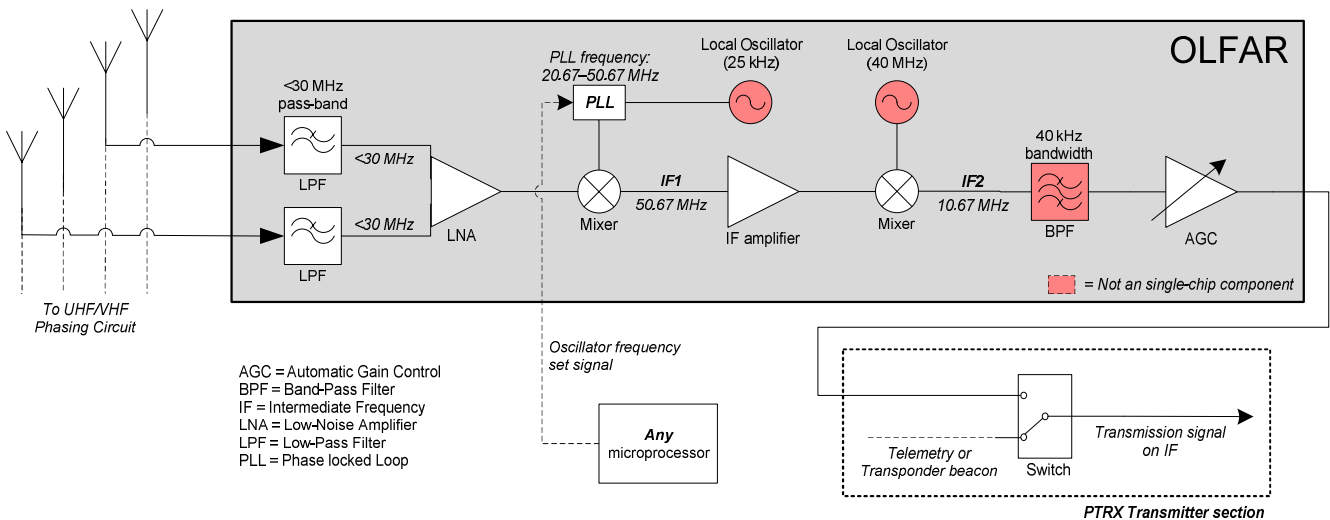 OLFAR
Local Oscillator
(25 kHz)
Local Oscillator
(40 MHz)
PLL frequency:
20.67–50.67 MHz
PLL
<30 MHz
pass-band
LPF
<30 MHz
LPF
<30 MHz
LNA
Mixer
IF1
50.67 MHz
IF amplifier
Mixer
IF2
10.67 MHz
40 kHz
bandwidth
BPF
AGC
= Not an single-chip component
To UHF/VHF
Phasing Circuit
Oscillator frequency
set signal
AGC = Automatic Gain Control
BPF = Band-Pass Filter
IF = Intermediate Frequency
LNA = Low-Noise Amplifier
LPF = Low-Pass Filter
PLL = Phase locked Loop
Any
microprocessor
Telemetry or
Transponder beacon
Switch
Transmission signal
on IF
PTRX Transmitter section